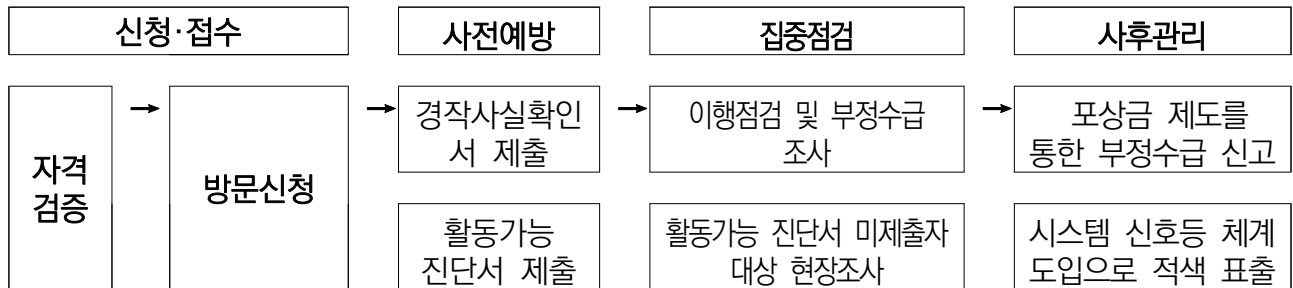 신청·접수
사전예방
집중점검
사후관리
자격
검증
→
방문신청
→
경작사실확인
서 제출
→
이행점검 및 부정수급
조사
→
포상금 제도를
통한 부정수급 신고
활동가능
진단서 제출
활동가능 진단서 미제출자
대상 현장조사
시스템 신호등 체계
도입으로 적색 표출